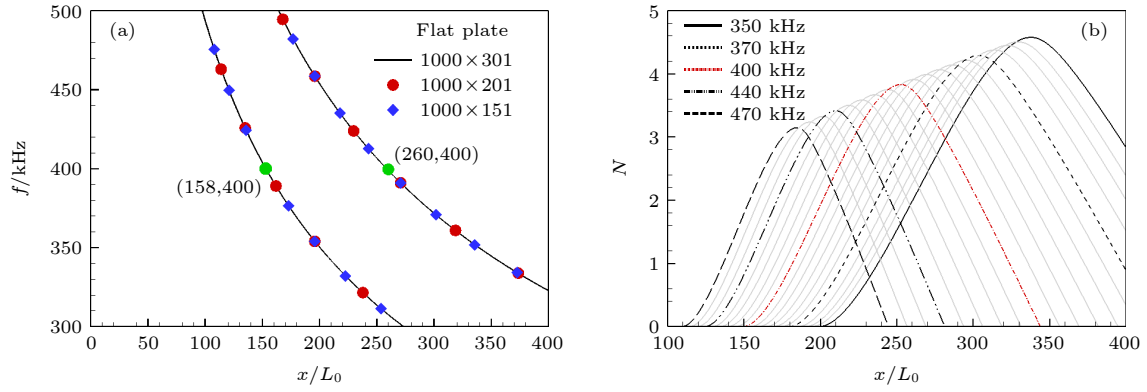 (a)
Flat plate
1000×301
1000×201
1000×151
(260,400)
(158,400)
500
450
400
350
300
f/kHz
0 50 100 150 200 250 300 350 400
x/L₀
(b)
350 kHz
370 kHz
400 kHz
440 kHz
470 kHz
5
4
3
2
1
0
N
100 150 200 250 300 350 400
x/L₀